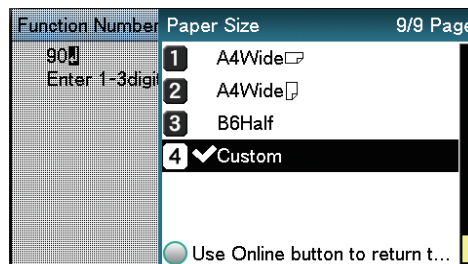 Function Number
90
Enter 1-3digi
Paper Size 9/9 Page
1 A4Wide
2 A4Wide
3 B6Half
4 Custom
Use Online button to return t...